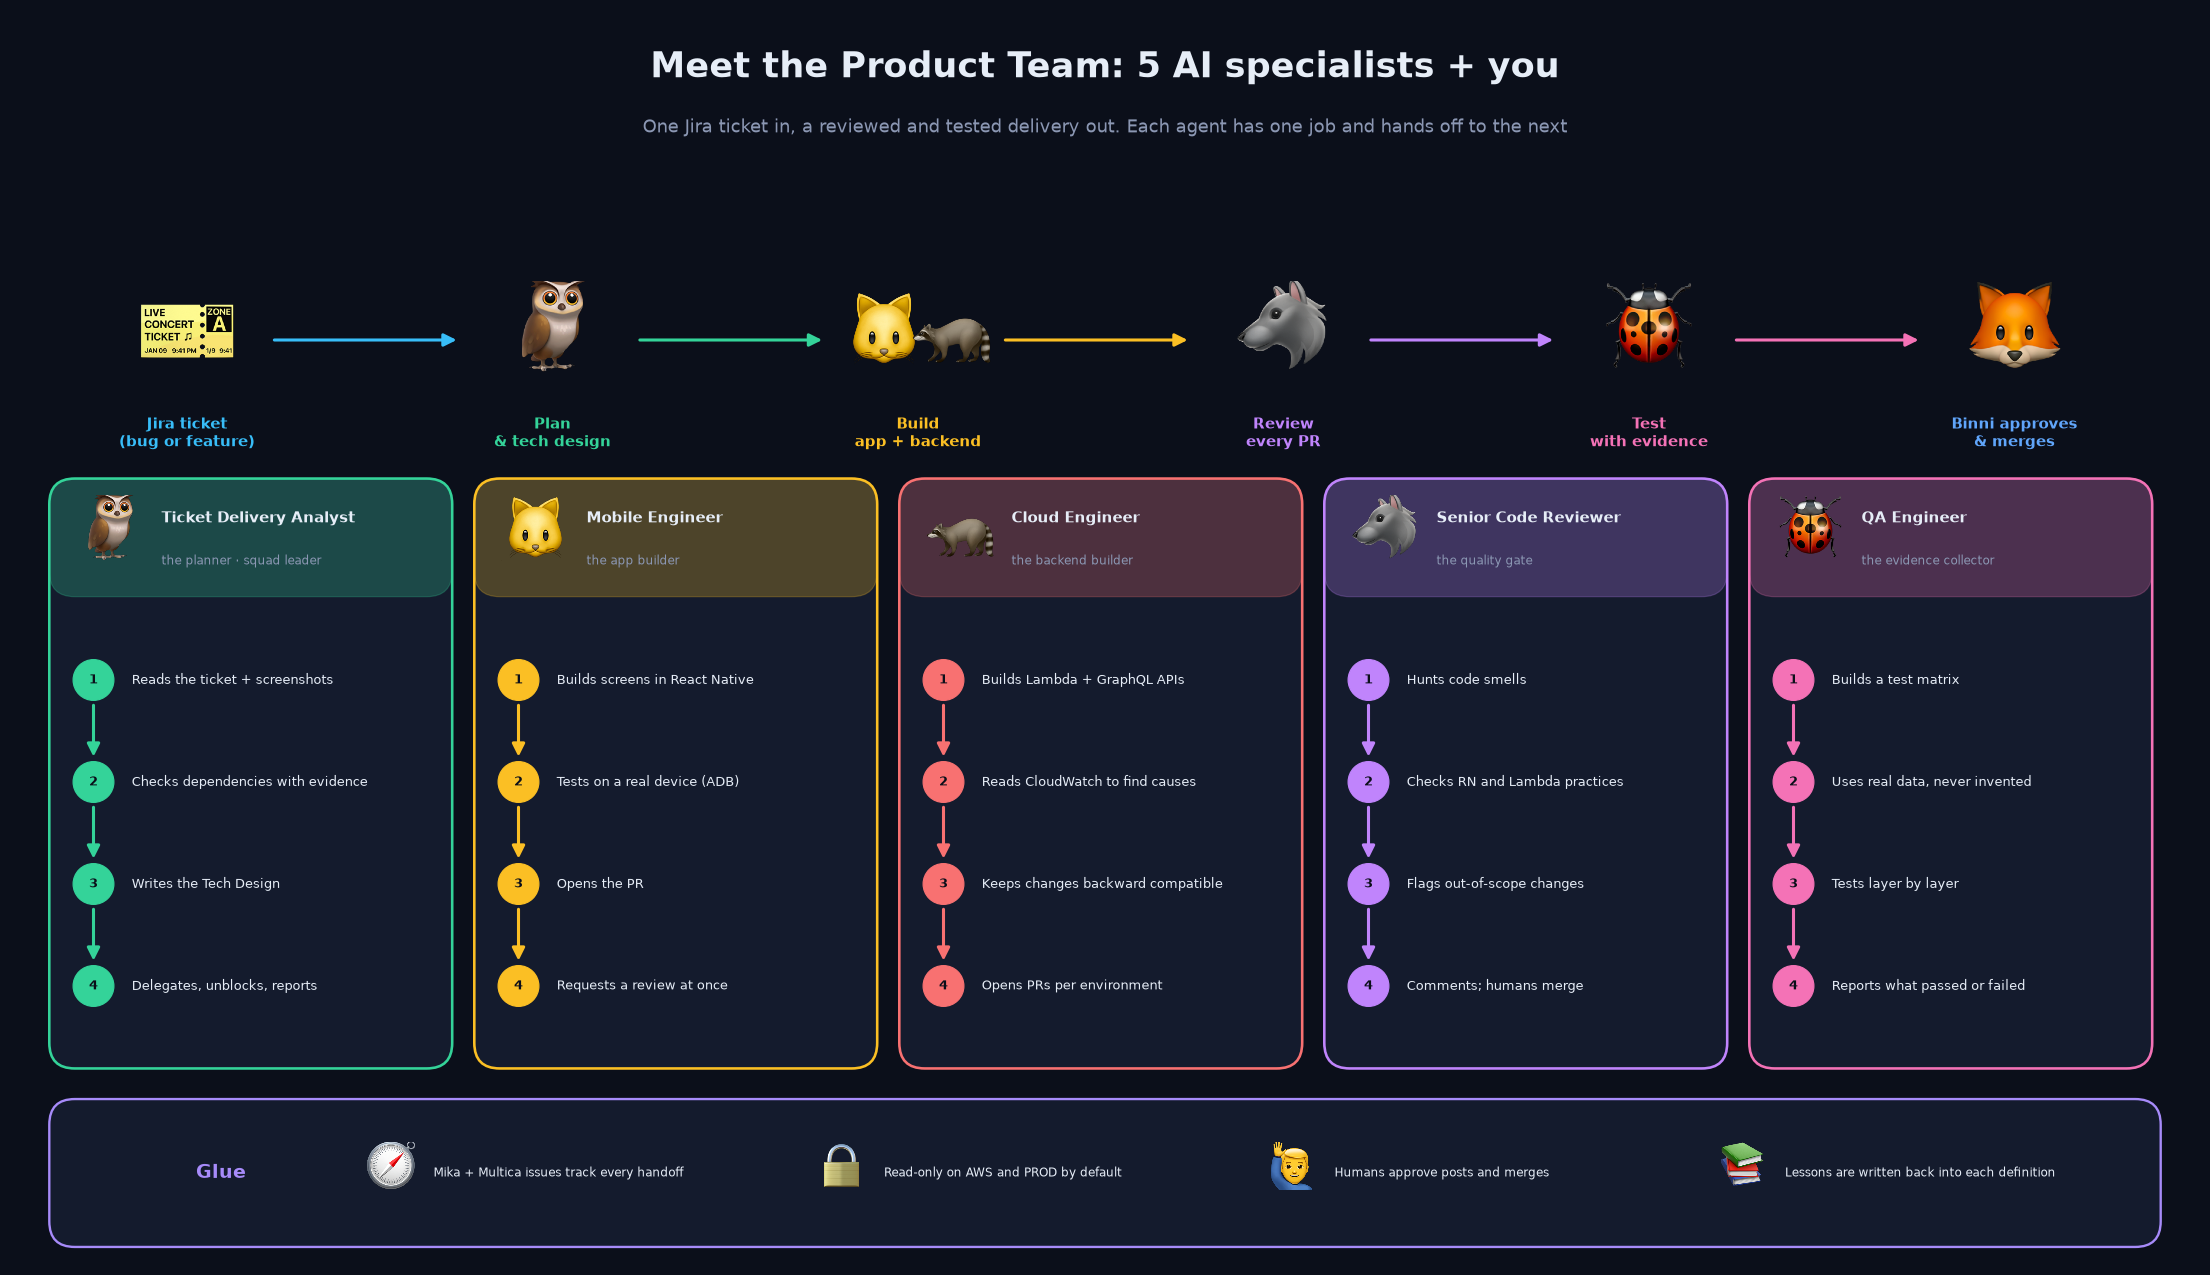 Meet the Product Team: 5 AI specialists + you
One Jira ticket in, a reviewed and tested delivery out. Each agent has one job and hands off to the next
LIVE
CONCERT
TICKET ♫
JAN 09 9:41 PM
ZONE
A
1/9 9:41
Jira ticket
(bug or feature)
Plan
& tech design
Build
app + backend
Review
every PR
Test
with evidence
Binni approves
& merges
Ticket Delivery Analyst
the planner · squad leader
1 Reads the ticket + screenshots
2 Checks dependencies with evidence
3 Writes the Tech Design
4 Delegates, unblocks, reports
Mobile Engineer
the app builder
1 Builds screens in React Native
2 Tests on a real device (ADB)
3 Opens the PR
4 Requests a review at once
Cloud Engineer
the backend builder
1 Builds Lambda + GraphQL APIs
2 Reads CloudWatch to find causes
3 Keeps changes backward compatible
4 Opens PRs per environment
Senior Code Reviewer
the quality gate
1 Hunts code smells
2 Checks RN and Lambda practices
3 Flags out-of-scope changes
4 Comments; humans merge
QA Engineer
the evidence collector
1 Builds a test matrix
2 Uses real data, never invented
3 Tests layer by layer
4 Reports what passed or failed
Glue
Mika + Multica issues track every handoff
Read-only on AWS and PROD by default
Humans approve posts and merges
Lessons are written back into each definition